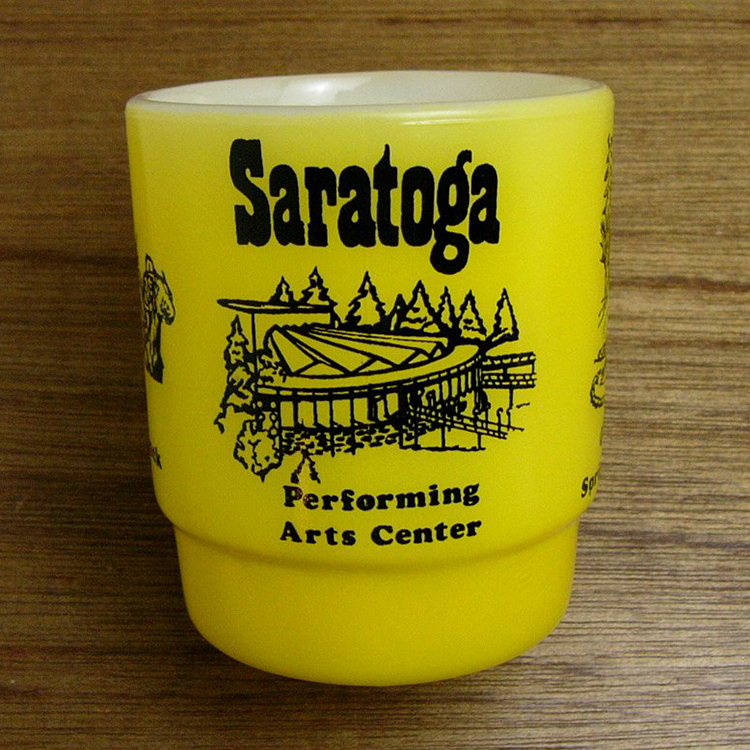 Saratoga
Performing
Arts Center